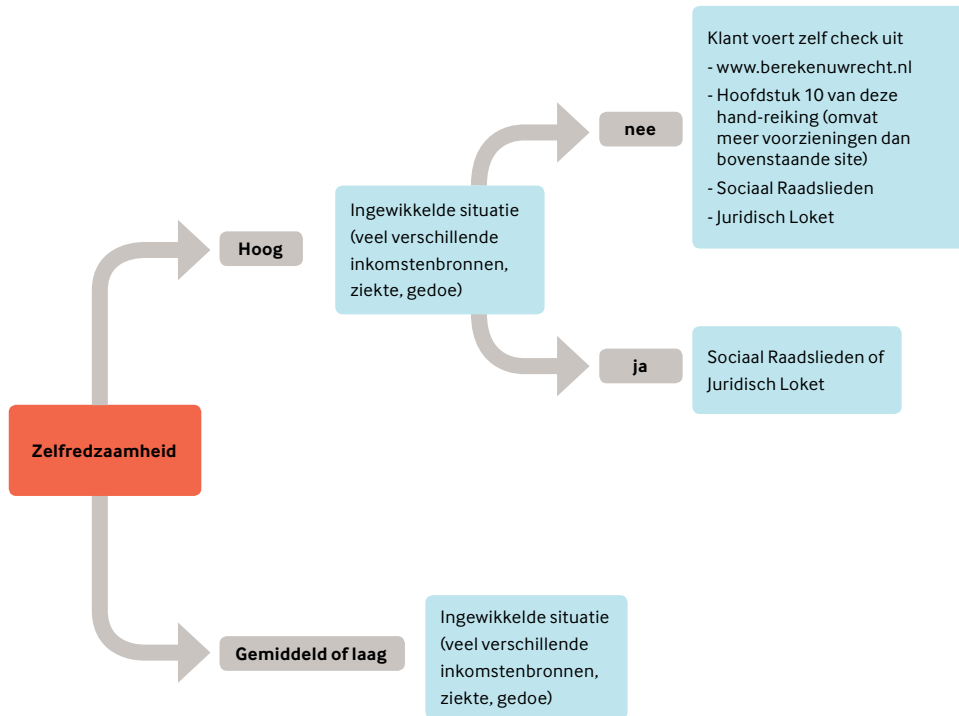 Klant voert zelf check uit
- www.berekenuwrecht.nl
- Hoofdstuk 10 van deze
hand-reiking (omvat
meer voorzieningen dan
bovenstaande site)
- Sociaal Raadslieden
- Juridisch Loket
nee
Ingewikkelde situatie
(veel verschillende
inkomstenbronnen,
ziekte, gedoe)
Hoog
ja
Sociaal Raadslieden of
Juridisch Loket
Zelfredzaamheid
Gemiddeld of laag
Ingewikkelde situatie
(veel verschillende
inkomstenbronnen,
ziekte, gedoe)